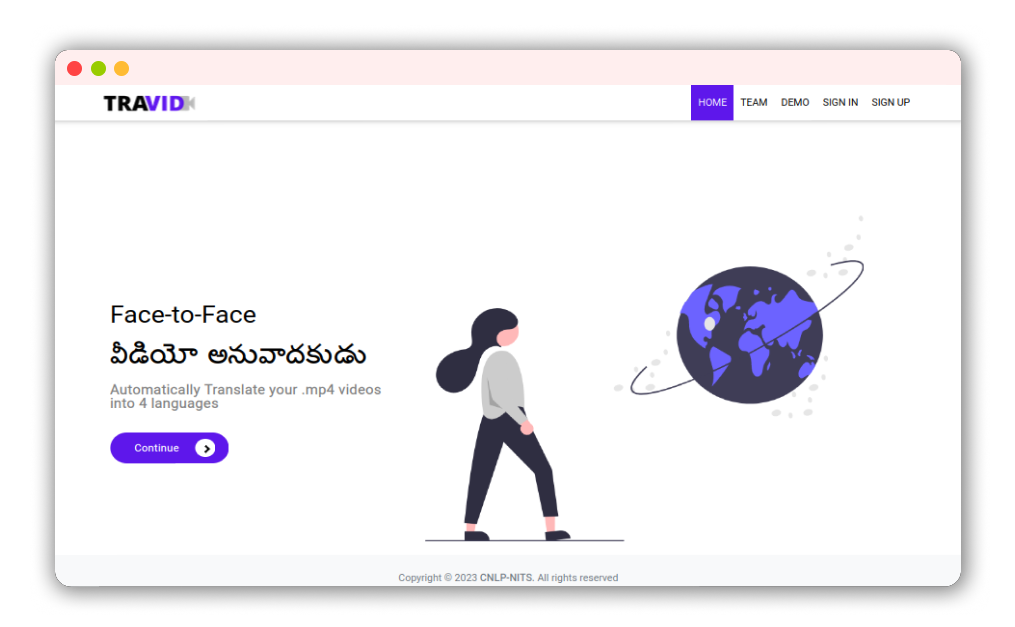 TRAVID
HOME TEAM DEMO SIGN IN SIGN UP
Face-to-Face
వీడియో అనువాదకుడు
Automatically Translate your .mp4 videos
into 4 languages
Continue
Copyright © 2023 CNLP-NITS. All rights reserved